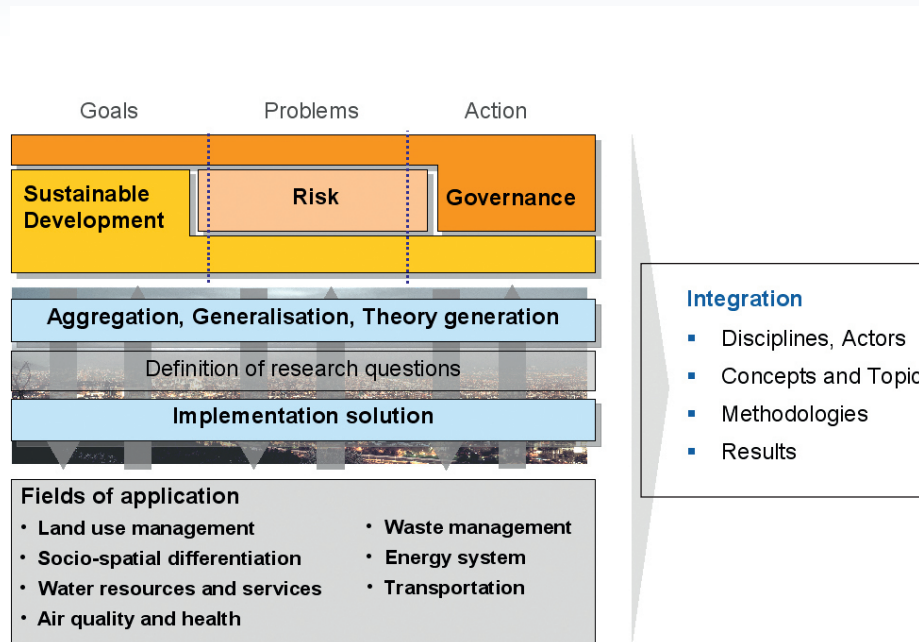 Goals Problems Action
Sustainable
Development
Risk
Governance
Aggregation, Generalisation, Theory generation
Definition of research questions
Implementation solution
Fields of application
• Land use management
• Socio-spatial differentiation
• Water resources and services
• Air quality and health
• Waste management
• Energy system
• Transportation
Integration
▪ Disciplines, Actors
▪ Concepts and Topic
▪ Methodologies
▪ Results